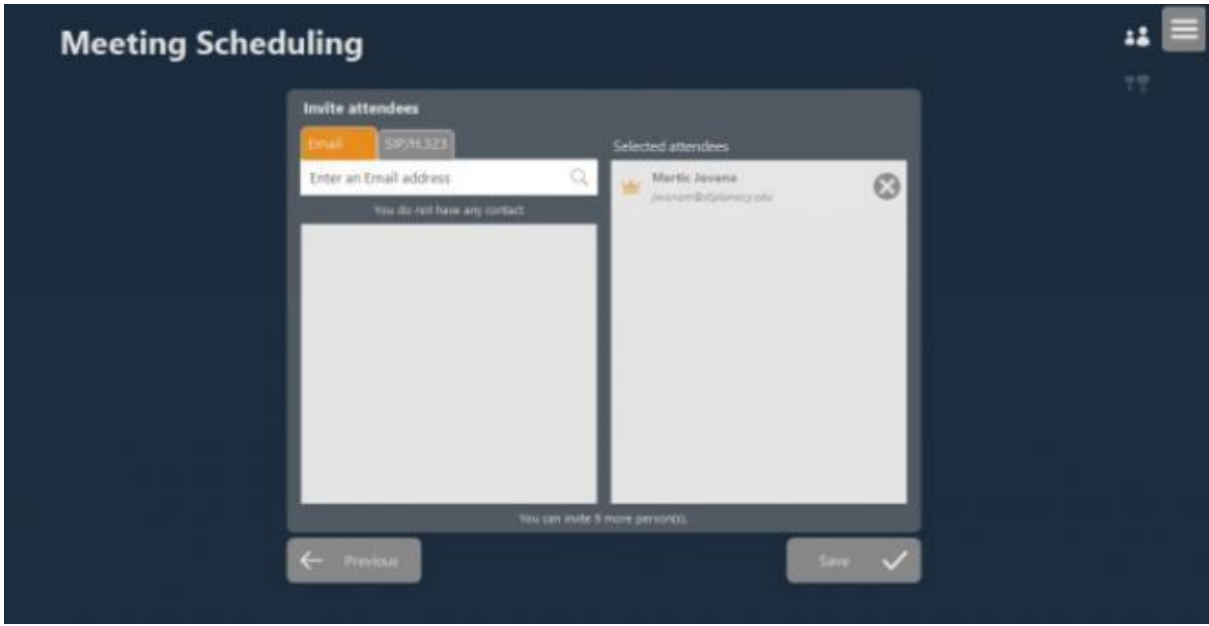 Meeting Scheduling
Invite attendees
Email
SIP/H.323
Selected attendees
Enter an Email address
Martic Jovana
You do not have any contact
You can invite 9 more person(s).
Previous
Save